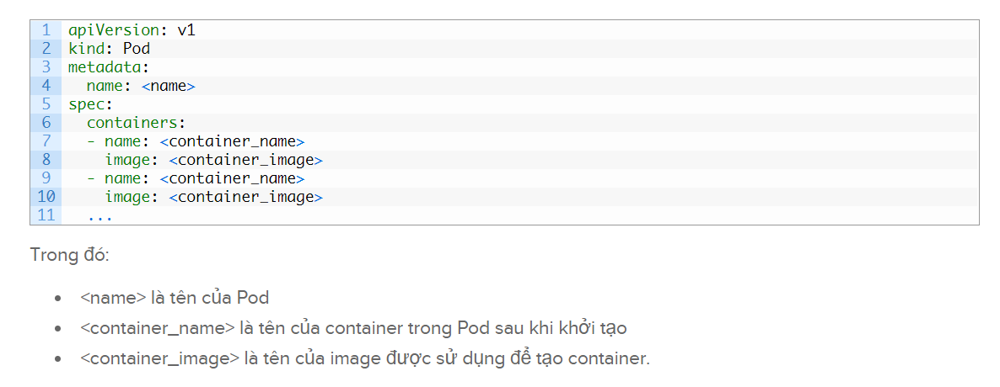 1 apiVersion: v1
2 kind: Pod
3 metadata:
4   name: <name>
5 spec:
6   containers:
7   - name: <container_name>
8     image: <container_image>
9   - name: <container_name>
10     image: <container_image>
11   ...
Trong đó:
• <name> là tên của Pod
• <container_name> là tên của container trong Pod sau khi khởi tạo
• <container_image> là tên của image được sử dụng để tạo container.